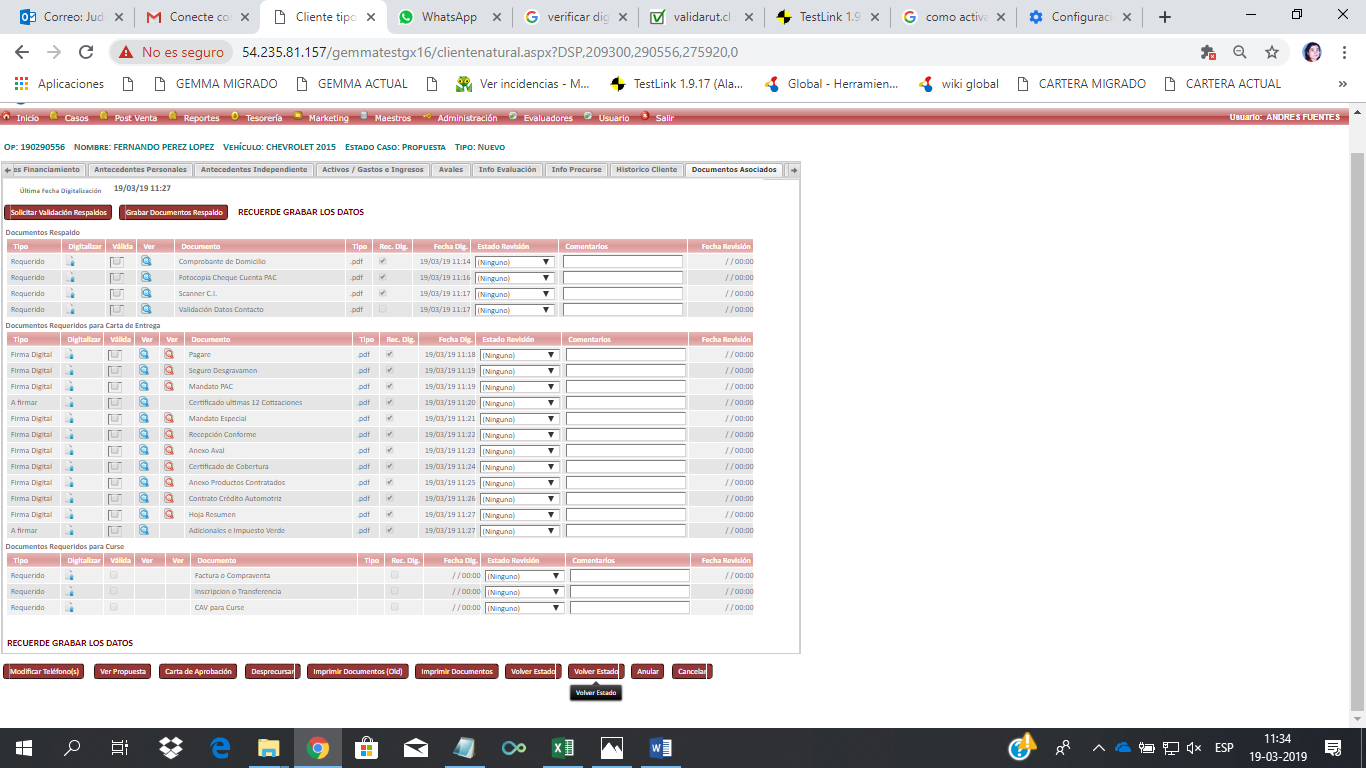 Correo: Jud
Conecte co
Cliente tipo
WhatsApp
verificar dig
validarut.cl
TestLink 1.9
como activa
Configuraci
No es seguro 54.235.81.157/gemmatestgx16/clientenatural.aspx?DSP,209300,290556,275920,0
Aplicaciones GEMMA MIGRADO GEMMA ACTUAL Ver incidencias - M... TestLink 1.9.17 (Ala... Global - Herramien... wiki global CARTERA MIGRADO CARTERA ACTUAL »
Inicio Casos Post Venta Reportes Tesorería Marketing Maestros Administración Evaluadores Usuario Salir Usuario: ANDRES FUENTES
Op: 190290556 Nombre: FERNANDO PEREZ LOPEZ Vehículo: CHEVROLET 2015 Estado Caso: Propuesta Tipo: Nuevo
es Financiamiento Antecedentes Personales Antecedentes Independiente Activos / Gastos e Ingresos Avales Info Evaluación Info Precurse Historico Cliente Documentos Asociados
Última Fecha Digitalización 19/03/19 11:27
Solicitar Validación Respaldos Grabar Documentos Respaldo RECUERDE GRABAR LOS DATOS
Documentos Respaldo
Tipo Digitalizar Válida Ver Documento Tipo Rec. Dig. Fecha Dig. Estado Revisión Comentarios Fecha Revisión
Requerido Comprobante de Domicilio .pdf 19/03/19 11:14 (Ninguno) / / 00:00
Requerido Fotocopia Cheque Cuenta PAC .pdf 19/03/19 11:16 (Ninguno) / / 00:00
Requerido Scanner C.I. .pdf 19/03/19 11:17 (Ninguno) / / 00:00
Requerido Validación Datos Contacto .pdf 19/03/19 11:17 (Ninguno) / / 00:00
Documentos Requeridos para Carta de Entrega
Tipo Digitalizar Válida Ver Ver Documento Tipo Rec. Dig. Fecha Dig. Estado Revisión Comentarios Fecha Revisión
Firma Digital Pagare .pdf 19/03/19 11:18 (Ninguno) / / 00:00
Firma Digital Seguro Desgravamen .pdf 19/03/19 11:19 (Ninguno) / / 00:00
Firma Digital Mandato PAC .pdf 19/03/19 11:19 (Ninguno) / / 00:00
A firmar Certificado ultimas 12 Cotizaciones .pdf 19/03/19 11:20 (Ninguno) / / 00:00
Firma Digital Mandato Especial .pdf 19/03/19 11:21 (Ninguno) / / 00:00
Firma Digital Recepción Conforme .pdf 19/03/19 11:22 (Ninguno) / / 00:00
Firma Digital Anexo Aval .pdf 19/03/19 11:23 (Ninguno) / / 00:00
Firma Digital Certificado de Cobertura .pdf 19/03/19 11:24 (Ninguno) / / 00:00
Firma Digital Anexo Productos Contratados .pdf 19/03/19 11:25 (Ninguno) / / 00:00
Firma Digital Contrato Crédito Automotriz .pdf 19/03/19 11:26 (Ninguno) / / 00:00
Firma Digital Hoja Resumen .pdf 19/03/19 11:27 (Ninguno) / / 00:00
A firmar Adicionales e Impuesto Verde .pdf 19/03/19 11:27 (Ninguno) / / 00:00
Documentos Requeridos para Curse
Tipo Digitalizar Válida Ver Ver Documento Tipo Rec. Dig. Fecha Dig. Estado Revisión Comentarios Fecha Revisión
Requerido Factura o Compraventa / / 00:00 (Ninguno) / / 00:00
Requerido Inscripción o Transferencia / / 00:00 (Ninguno) / / 00:00
Requerido CAV para Curse / / 00:00 (Ninguno) / / 00:00
RECUERDE GRABAR LOS DATOS
Modificar Teléfono(s) Ver Propuesta Carta de Aprobación Desprecursar Imprimir Documentos (Old) Imprimir Documentos Volver Estado Volver Estado Anular Cancelar
Volver Estado
ESP 11:34
19-03-2019